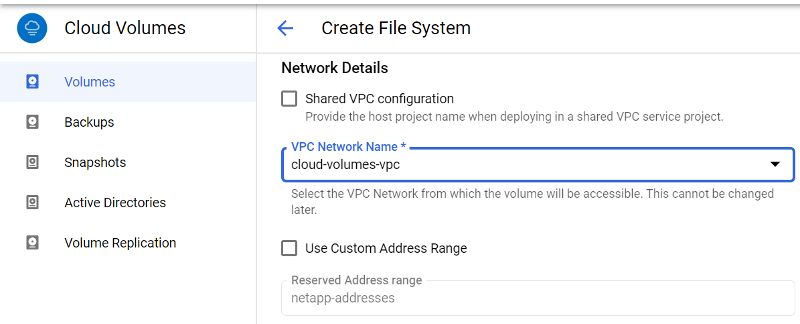 Cloud Volumes
Create File System
Volumes
Backups
Snapshots
Active Directories
Volume Replication
Network Details
Shared VPC configuration
Provide the host project name when deploying in a shared VPC service project.
VPC Network Name *
cloud-volumes-vpc
Select the VPC Network from which the volume will be accessible. This cannot be changed
later.
Use Custom Address Range
Reserved Address range
netapp-addresses